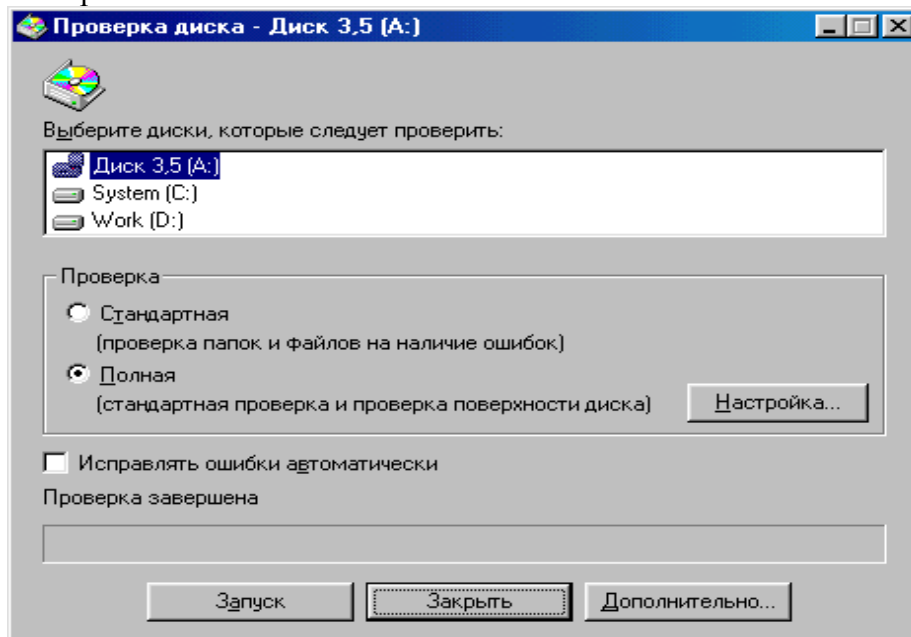 Проверка диска - Диск 3,5 (A:)
Выберите диски, которые следует проверить:
Диск 3,5 (A:)
System (C:)
Work (D:)
Проверка
Стандартная
(проверка папок и файлов на наличие ошибок)
Полная
(стандартная проверка и проверка поверхности диска)
Настройка...
Исправлять ошибки автоматически
Проверка завершена
Запуск Закрыть Дополнительно...